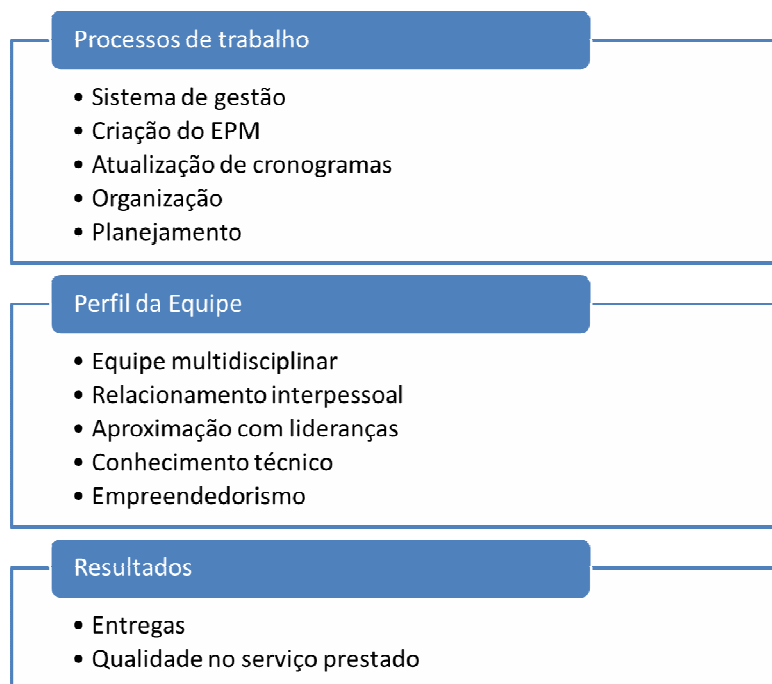 Processos de trabalho
• Sistema de gestão
• Criação do EPM
• Atualização de cronogramas
• Organização
• Planejamento
Perfil da Equipe
• Equipe multidisciplinar
• Relacionamento interpessoal
• Aproximação com lideranças
• Conhecimento técnico
• Empreendedorismo
Resultados
• Entregas
• Qualidade no serviço prestado